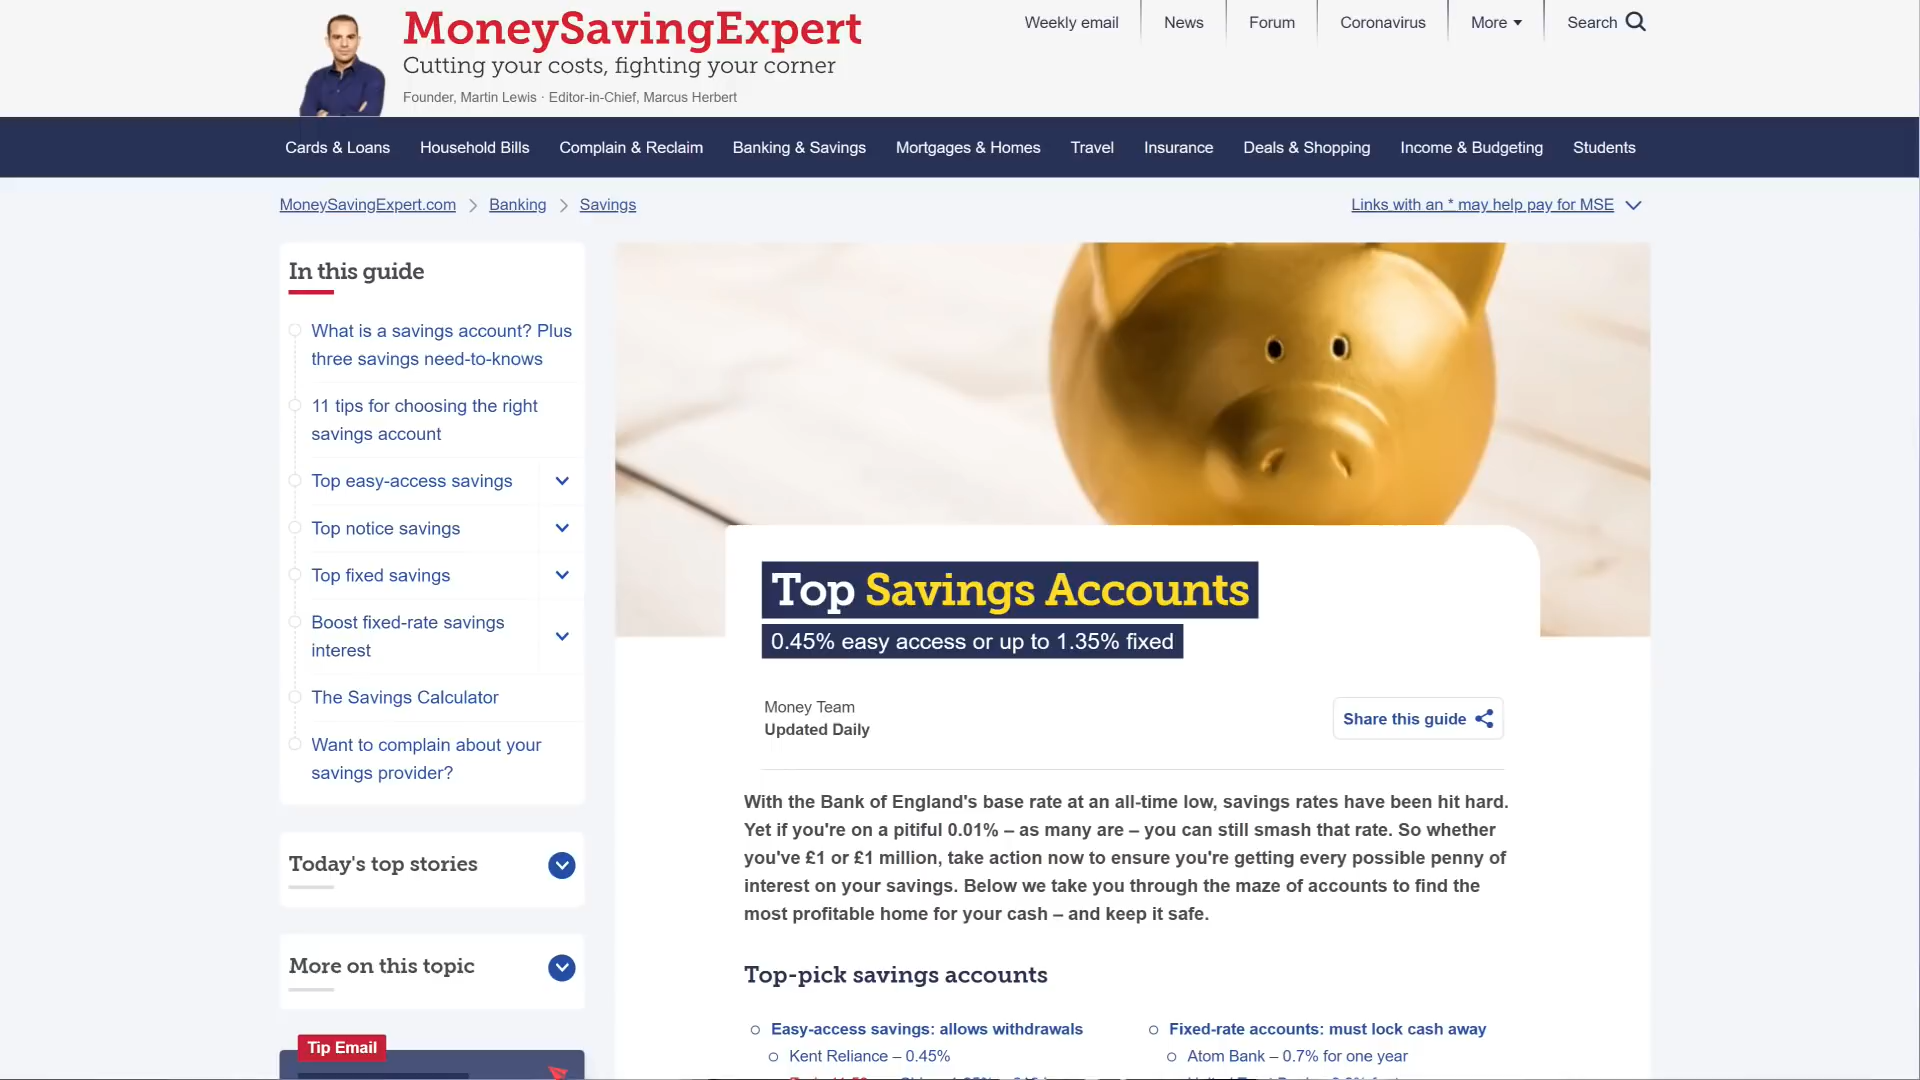 MoneySavingExpert
Cutting your costs, fighting your corner
Founder, Martin Lewis · Editor-in-Chief, Marcus Herbert
Weekly email
News
Forum
Coronavirus
More
Search
Cards & Loans
Household Bills
Complain & Reclaim
Banking & Savings
Mortgages & Homes
Travel
Insurance
Deals & Shopping
Income & Budgeting
Students
MoneySavingExpert.com
Banking
Savings
Links with an * may help pay for MSE
In this guide
What is a savings account? Plus
three savings need-to-knows
11 tips for choosing the right
savings account
Top easy-access savings
Top notice savings
Top fixed savings
Boost fixed-rate savings
interest
The Savings Calculator
Want to complain about your
savings provider?
Today's top stories
More on this topic
Tip Email
Top Savings Accounts
0.45% easy access or up to 1.35% fixed
Money Team
Updated Daily
Share this guide
With the Bank of England's base rate at an all-time low, savings rates have been hit hard.
Yet if you're on a pitiful 0.01% – as many are – you can still smash that rate. So whether
you've £1 or £1 million, take action now to ensure you're getting every possible penny of
interest on your savings. Below we take you through the maze of accounts to find the
most profitable home for your cash – and keep it safe.
Top-pick savings accounts
Easy-access savings: allows withdrawals
Kent Reliance – 0.45%
Fixed-rate accounts: must lock cash away
Atom Bank – 0.7% for one year